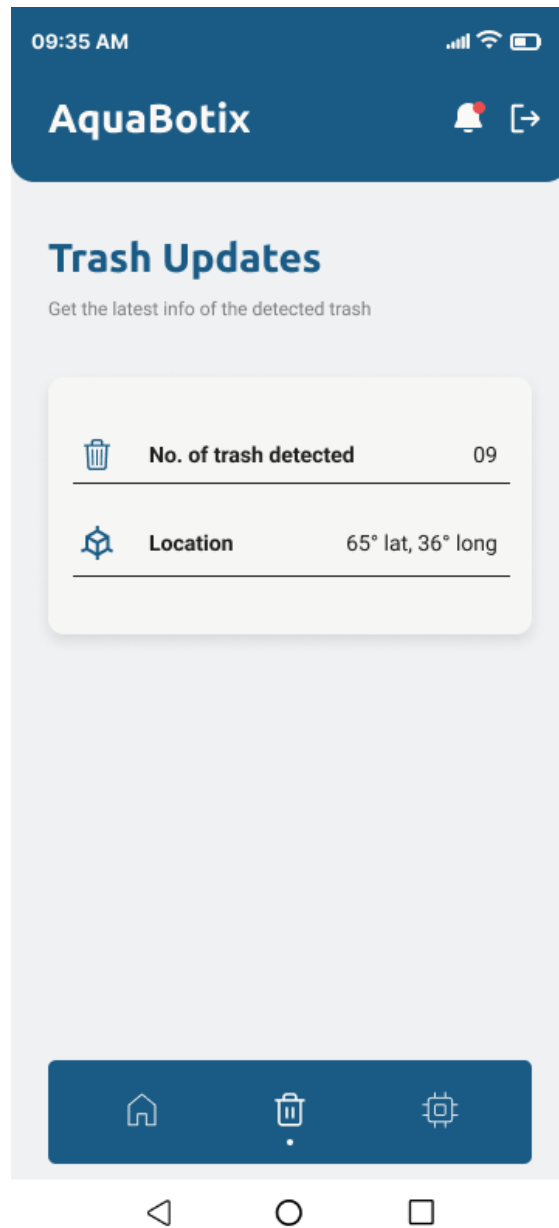 09:35 AM
AquaBotix
Trash Updates
Get the latest info of the detected trash
No. of trash detected 09
Location 65° lat, 36° long